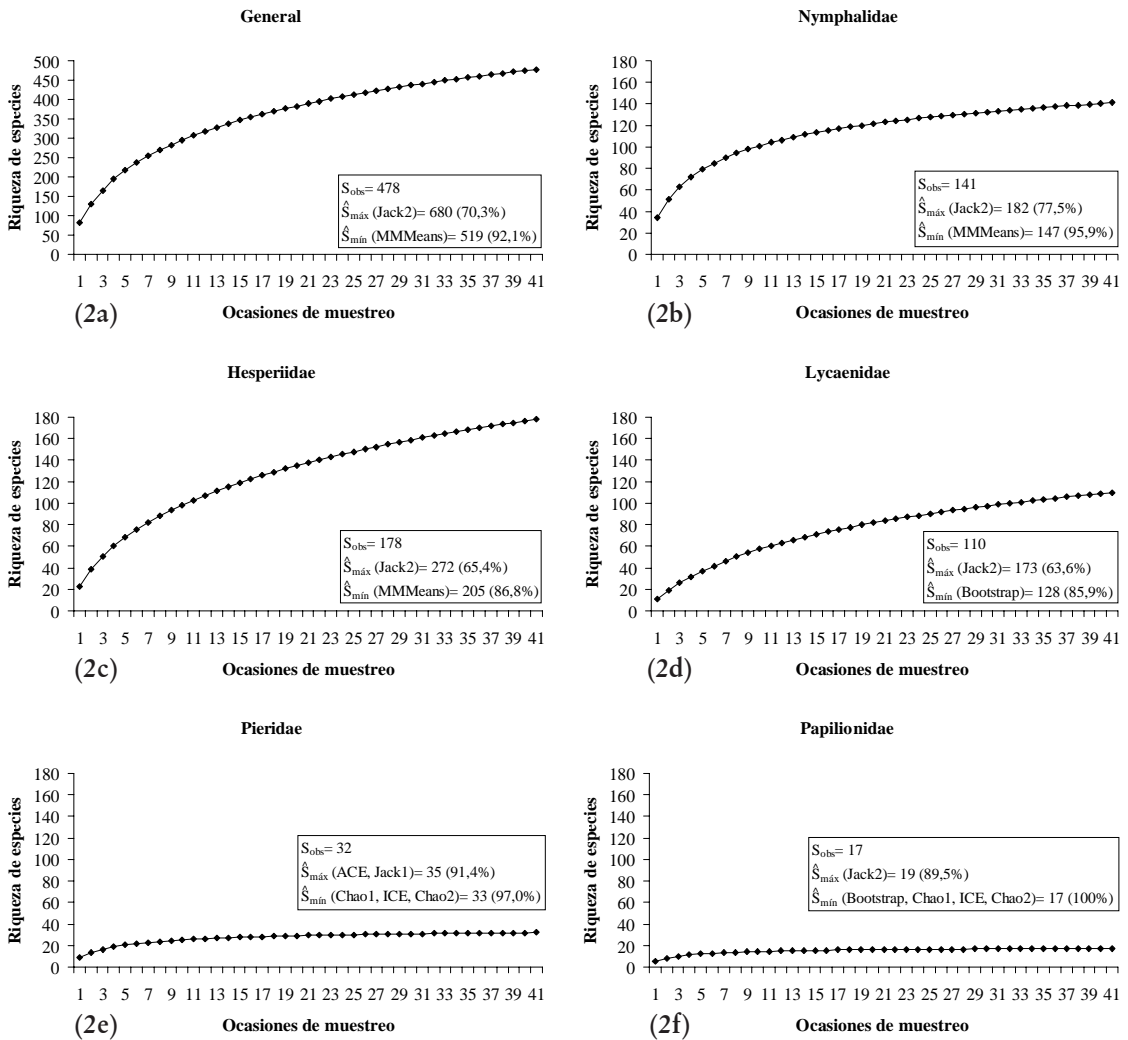 General
Riqueza de especies
500
450
400
350
300
250
200
150
100
50
0
S_obs= 478
Ŝ_máx (Jack2)= 680 (70,3%)
Ŝ_mín (MMMeans)= 519 (92,1%)
1 3 5 7 9 11 13 15 17 19 21 23 25 27 29 31 33 35 37 39 41
(2a)
Ocasiones de muestreo
Nymphalidae
Riqueza de especies
180
160
140
120
100
80
60
40
20
0
S_obs= 141
Ŝ_máx (Jack2)= 182 (77,5%)
Ŝ_mín (MMMeans)= 147 (95,9%)
1 3 5 7 9 11 13 15 17 19 21 23 25 27 29 31 33 35 37 39 41
(2b)
Ocasiones de muestreo
Hesperiidae
Riqueza de especies
180
160
140
120
100
80
60
40
20
0
S_obs= 178
Ŝ_máx (Jack2)= 272 (65,4%)
Ŝ_mín (MMMeans)= 205 (86,8%)
1 3 5 7 9 11 13 15 17 19 21 23 25 27 29 31 33 35 37 39 41
(2c)
Ocasiones de muestreo
Lycaenidae
Riqueza de especies
180
160
140
120
100
80
60
40
20
0
S_obs= 110
Ŝ_máx (Jack2)= 173 (63,6%)
Ŝ_mín (Bootstrap)= 128 (85,9%)
1 3 5 7 9 11 13 15 17 19 21 23 25 27 29 31 33 35 37 39 41
(2d)
Ocasiones de muestreo
Pieridae
Riqueza de especies
180
160
140
120
100
80
60
40
20
0
S_obs= 32
Ŝ_máx (ACE, Jack1)= 35 (91,4%)
Ŝ_mín (Chao1, ICE, Chao2)= 33 (97,0%)
1 3 5 7 9 11 13 15 17 19 21 23 25 27 29 31 33 35 37 39 41
(2e)
Ocasiones de muestreo
Papilionidae
Riqueza de especies
180
160
140
120
100
80
60
40
20
0
S_obs= 17
Ŝ_máx (Jack2)= 19 (89,5%)
Ŝ_mín (Bootstrap, Chao1, ICE, Chao2)= 17 (100%)
1 3 5 7 9 11 13 15 17 19 21 23 25 27 29 31 33 35 37 39 41
(2f)
Ocasiones de muestreo